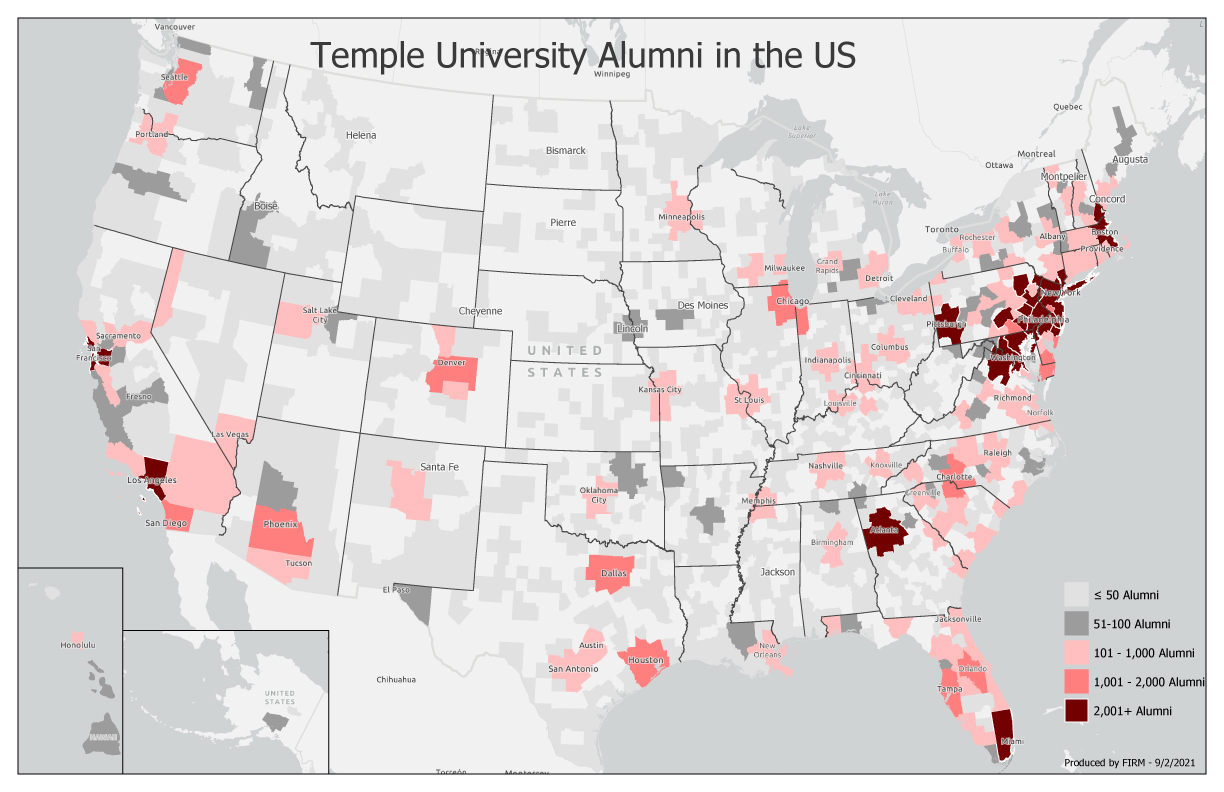 Vancouver
Temple University Alumni in the US
Regina
Winnipeg
Seattle
Quebec
Lake
Superior
Portland
Helena
Bismarck
Montreal
Ottawa
Augusta
Montpelier
Boise
Pierre
Minneapolis
Lake
Huron
Concord
Toronto
Rochester
Buffalo
Albany
Boston
Providence
Milwaukee
Grand
Rapids
Detroit
Salt Lake
City
Cheyenne
Des Moines
Chicago
Cleveland
New York
Sacramento
San
Francisco
Lincoln
Pittsburgh
Philadelphia
UNITED
STATES
Denver
Columbus
Indianapolis
Washington
Fresno
Kansas City
St Louis
Cincinnati
Louisville
Richmond
Norfolk
Las Vegas
Los Angeles
Santa Fe
Nashville
Knoxville
Raleigh
Charlotte
Oklahoma
City
Memphis
Greenville
San Diego
Phoenix
Birmingham
Atlanta
Tucson
Dallas
Jackson
El Paso
≤ 50 Alumni
51-100 Alumni
101 - 1,000 Alumni
1,001 - 2,000 Alumni
2,001+ Alumni
Jacksonville
Honolulu
Austin
San Antonio
Houston
New
Orleans
Orlando
Tampa
Chihuahua
UNITED
STATES
HAWAII
Miami
Torreón
Monterrey
Produced by FIRM - 9/2/2021